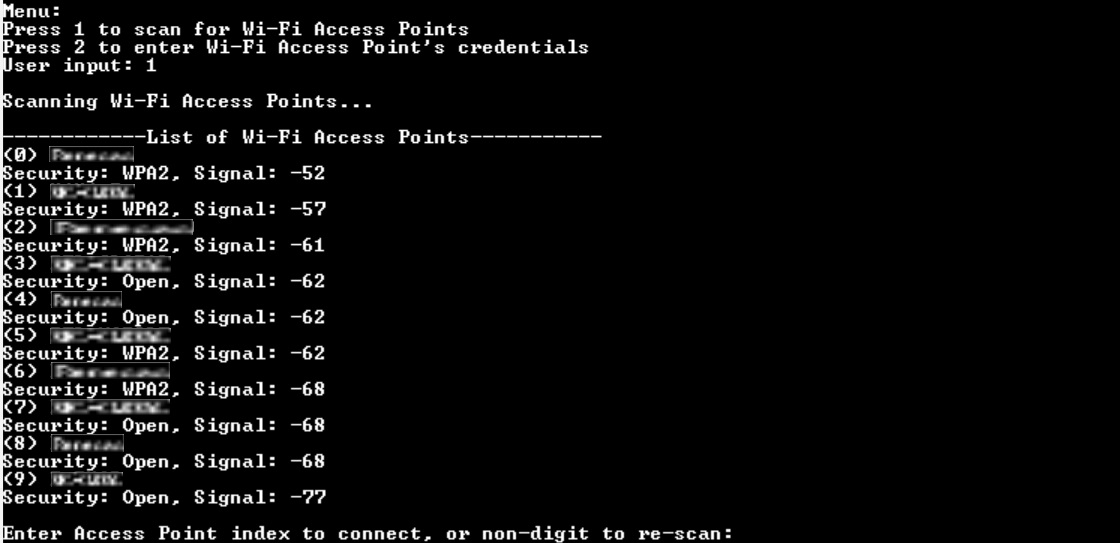 Menu:
Press 1 to scan for Wi-Fi Access Points
Press 2 to enter Wi-Fi Access Point's credentials
User input: 1
Scanning Wi-Fi Access Points...
------------List of Wi-Fi Access Points-----------
(0)
Security: WPA2, Signal: -52
(1)
Security: WPA2, Signal: -57
(2)
Security: WPA2, Signal: -61
(3)
Security: Open, Signal: -62
(4)
Security: Open, Signal: -62
(5)
Security: WPA2, Signal: -62
(6)
Security: WPA2, Signal: -68
(7)
Security: Open, Signal: -68
(8)
Security: Open, Signal: -68
(9)
Security: Open, Signal: -77
Enter Access Point index to connect, or non-digit to re-scan: